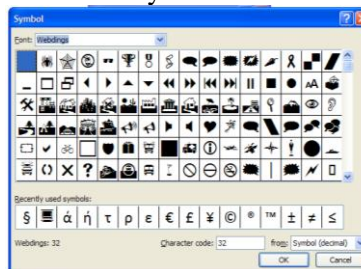 Symbol
Font: Webdings
Recently used symbols:
§ ά ή τ ρ ε € £ ¥ © ® ™ ± ≠ ≤
Webdings: 32 Character code: 32 from: Symbol (decimal)
OK Cancel